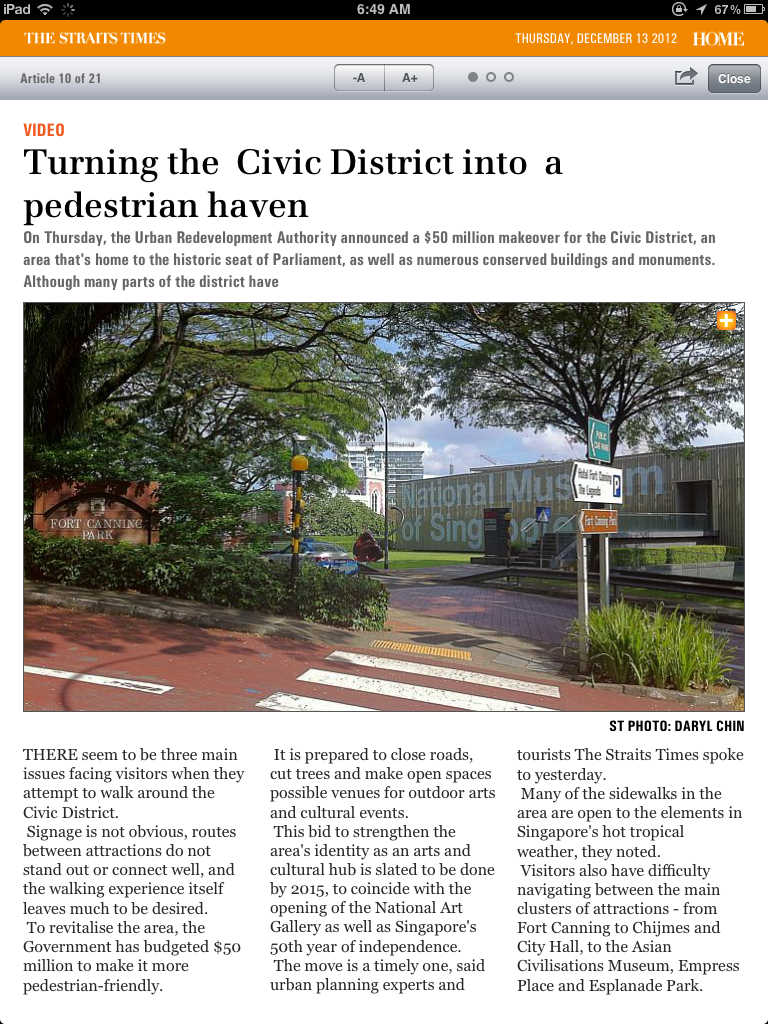 iPad 6:49 AM 67%
THE STRAITS TIMES THURSDAY, DECEMBER 13 2012 HOME
Article 10 of 21 -A A+ Close
VIDEO
Turning the Civic District into a
pedestrian haven
On Thursday, the Urban Redevelopment Authority announced a $50 million makeover for the Civic District, an
area that's home to the historic seat of Parliament, as well as numerous conserved buildings and monuments.
Although many parts of the district have
PUBLIC
CAR PARK
National Museum
of Singapore
Hotel Fort Canning
The Legends
P
Fort Canning Park
FORT CANNING
PARK
ST PHOTO: DARYL CHIN
THERE seem to be three main
issues facing visitors when they
attempt to walk around the
Civic District.
Signage is not obvious, routes
between attractions do not
stand out or connect well, and
the walking experience itself
leaves much to be desired.
To revitalise the area, the
Government has budgeted $50
million to make it more
pedestrian-friendly.
It is prepared to close roads,
cut trees and make open spaces
possible venues for outdoor arts
and cultural events.
This bid to strengthen the
area's identity as an arts and
cultural hub is slated to be done
by 2015, to coincide with the
opening of the National Art
Gallery as well as Singapore's
50th year of independence.
The move is a timely one, said
urban planning experts and
tourists The Straits Times spoke
to yesterday.
Many of the sidewalks in the
area are open to the elements in
Singapore's hot tropical
weather, they noted.
Visitors also have difficulty
navigating between the main
clusters of attractions - from
Fort Canning to Chijmes and
City Hall, to the Asian
Civilisations Museum, Empress
Place and Esplanade Park.